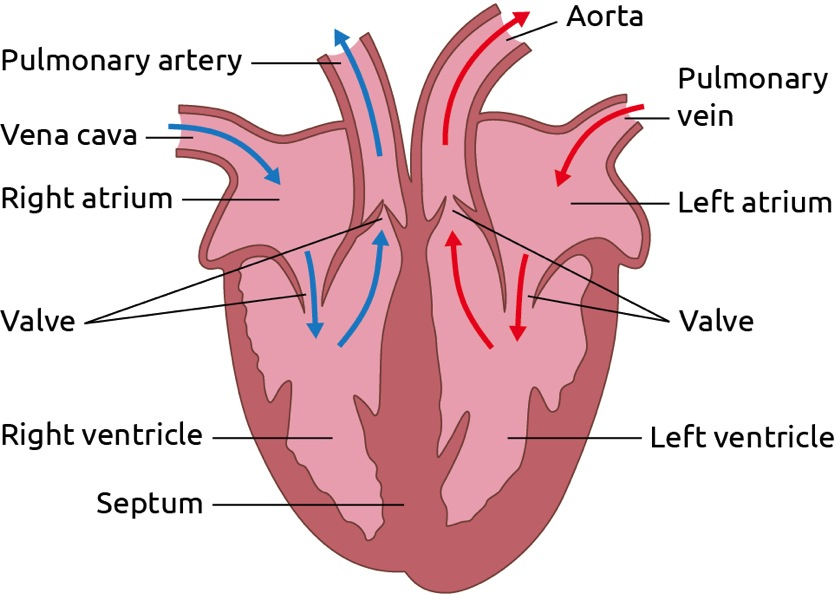 Aorta
Pulmonary artery
Pulmonary
vein
Vena cava
Right atrium
Left atrium
Valve
Valve
Right ventricle
Left ventricle
Septum